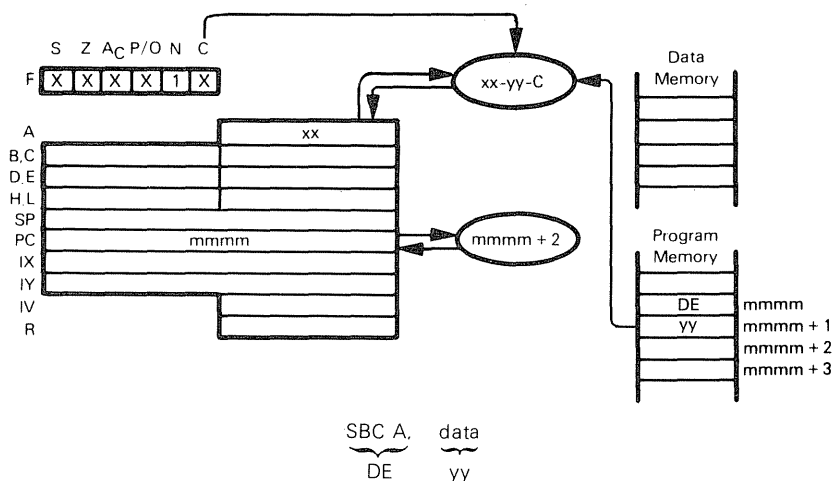 S Z AC P/O N C
F X X X X 1 X
xx-yy-C
Data
Memory
A xx
B,C
D,E
H,L
SP
PC mmmm
mmmm + 2
IX
IY
IV
R
Program
Memory
DE mmmm
yy mmmm + 1
mmmm + 2
mmmm + 3
SBC A, data
DE yy